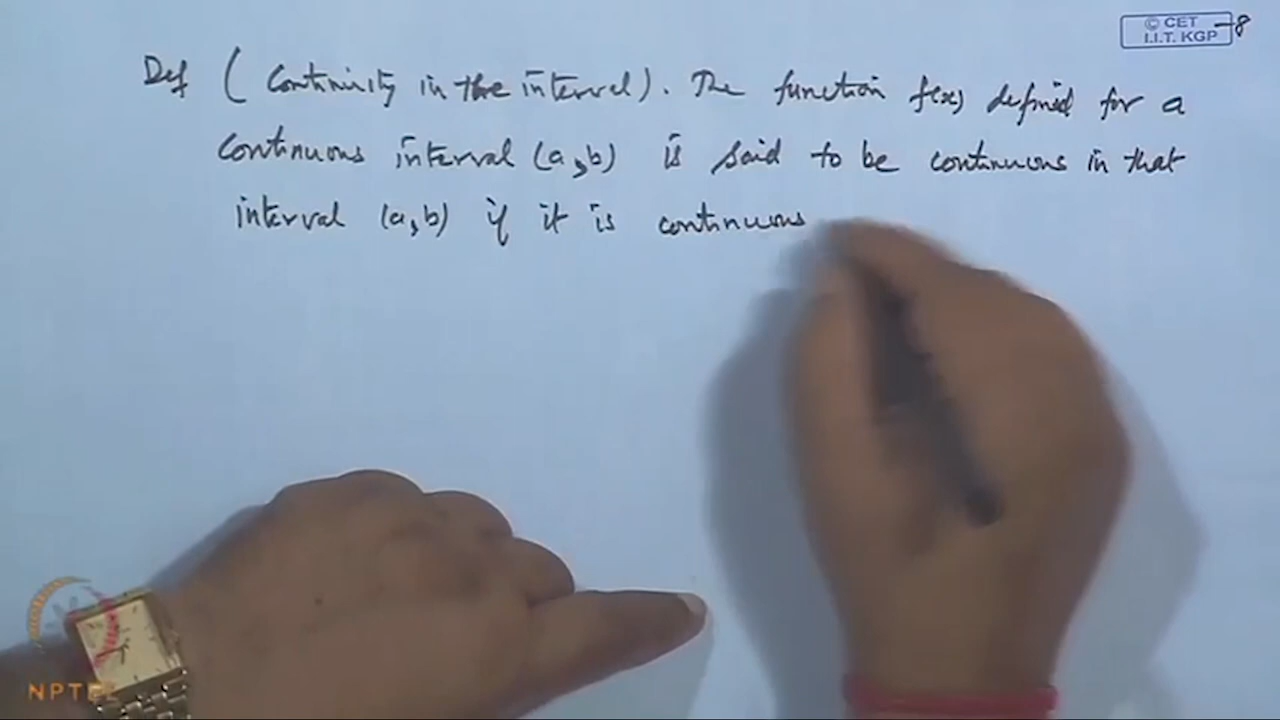 © CET
I.I.T. KGP
-8
Def (Continuity in the interval). The function f(x) defined for a
continuous interval (a,b) is said to be continuous in that
interval (a,b) if it is continuous
NPTEL